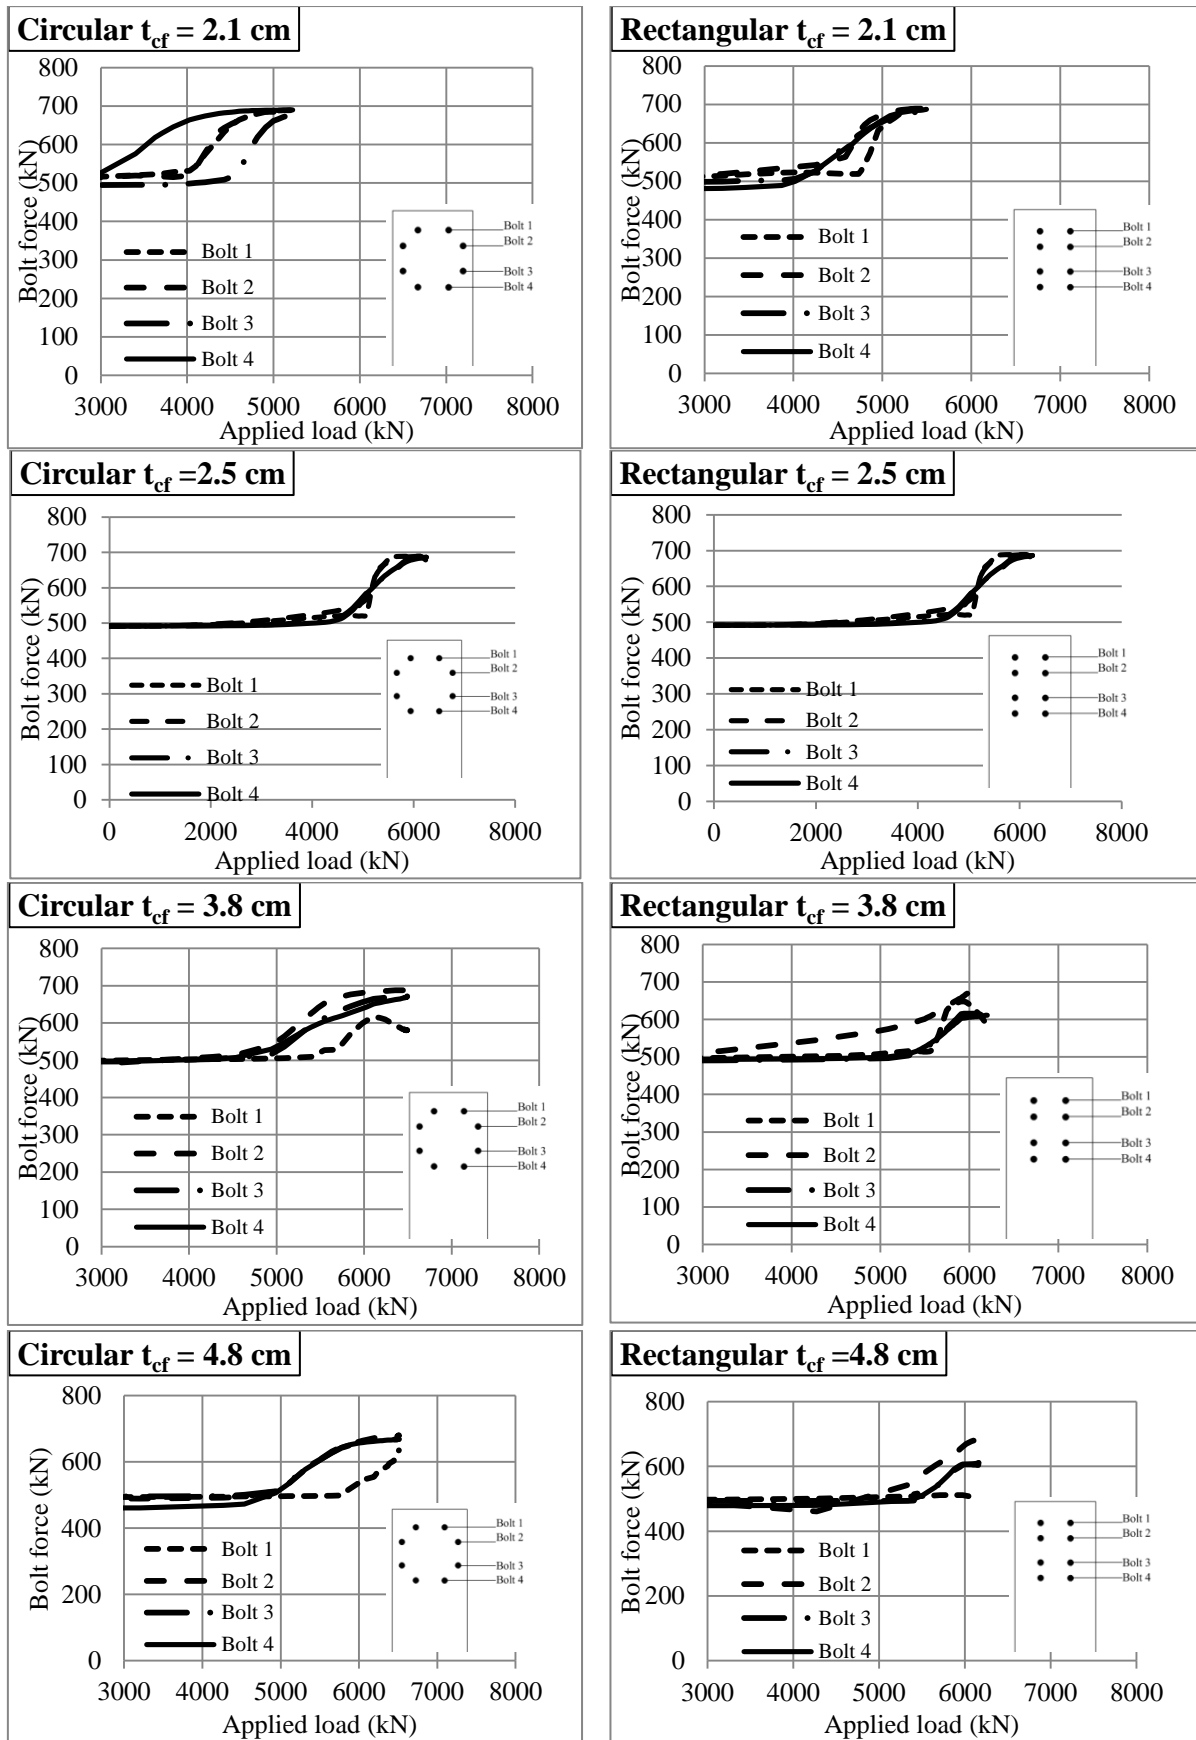 Circular tcf = 2.1 cm
Bolt force (kN)
800
700
600
500
400
300
200
100
0
3000 4000 5000 6000 7000 8000
Applied load (kN)
Bolt 1
Bolt 2
Bolt 3
Bolt 4
Bolt 1
Bolt 2
Bolt 3
Bolt 4
Rectangular tcf = 2.1 cm
Bolt force (kN)
800
700
600
500
400
300
200
100
0
3000 4000 5000 6000 7000 8000
Applied load (kN)
Bolt 1
Bolt 2
Bolt 3
Bolt 4
Bolt 1
Bolt 2
Bolt 3
Bolt 4
Circular tcf =2.5 cm
Bolt force (kN)
800
700
600
500
400
300
200
100
0
0 2000 4000 6000 8000
Applied load (kN)
Bolt 1
Bolt 2
Bolt 3
Bolt 4
Bolt 1
Bolt 2
Bolt 3
Bolt 4
Rectangular tcf = 2.5 cm
Bolt force (kN)
800
700
600
500
400
300
200
100
0
0 2000 4000 6000 8000
Applied load (kN)
Bolt 1
Bolt 2
Bolt 3
Bolt 4
Bolt 1
Bolt 2
Bolt 3
Bolt 4
Circular tcf = 3.8 cm
Bolt force (kN)
800
700
600
500
400
300
200
100
0
3000 4000 5000 6000 7000 8000
Applied load (kN)
Bolt 1
Bolt 2
Bolt 3
Bolt 4
Bolt 1
Bolt 2
Bolt 3
Bolt 4
Rectangular tcf = 3.8 cm
Bolt force (kN)
800
700
600
500
400
300
200
100
0
3000 4000 5000 6000 7000 8000
Applied load (kN)
Bolt 1
Bolt 2
Bolt 3
Bolt 4
Bolt 1
Bolt 2
Bolt 3
Bolt 4
Circular tcf = 4.8 cm
Bolt force (kN)
800
600
400
200
0
3000 4000 5000 6000 7000 8000
Applied load (kN)
Bolt 1
Bolt 2
Bolt 3
Bolt 4
Bolt 1
Bolt 2
Bolt 3
Bolt 4
Rectangular tcf =4.8 cm
Bolt force (kN)
800
600
400
200
0
3000 4000 5000 6000 7000 8000
Applied load (kN)
Bolt 1
Bolt 2
Bolt 3
Bolt 4
Bolt 1
Bolt 2
Bolt 3
Bolt 4